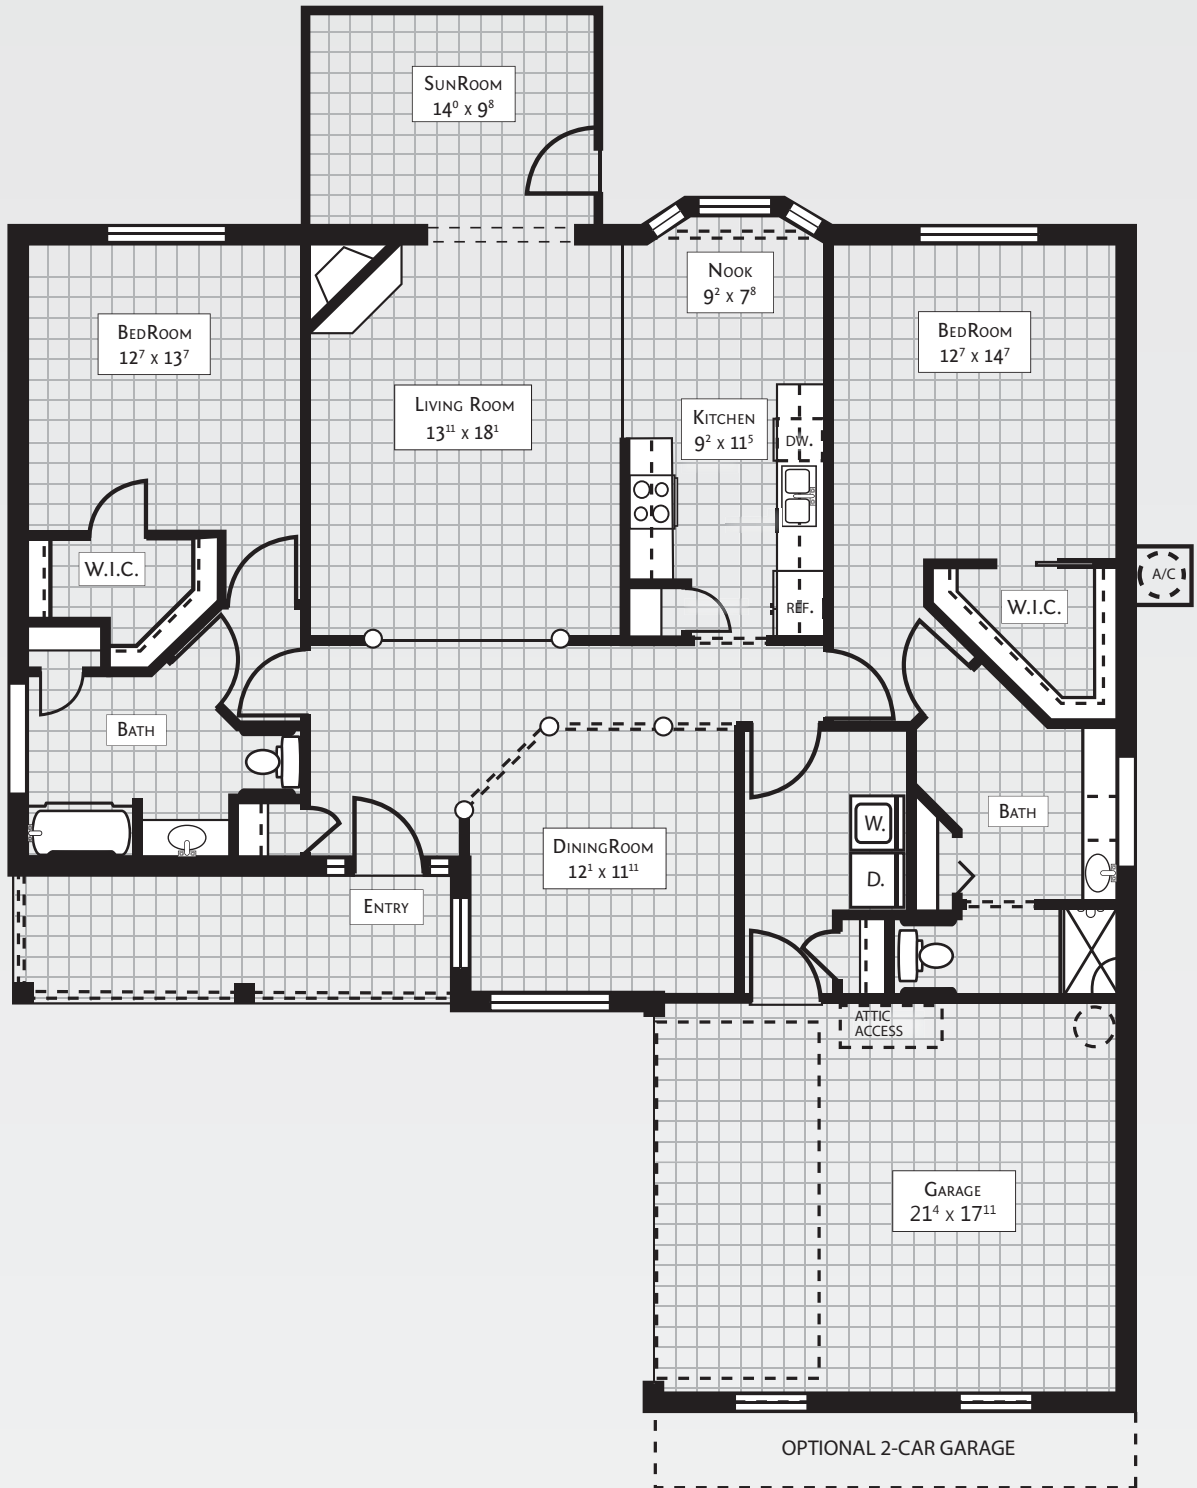 SunRoom
14⁰ x 9⁸
Nook
9² x 7⁸
BedRoom
12⁷ x 13⁷
BedRoom
12⁷ x 14⁷
Living Room
13¹¹ x 18¹
Kitchen
9² x 11⁵
DW.
W.I.C.
A/C
W.I.C.
REF.
Bath
W.
Bath
DiningRoom
12¹ x 11¹¹
D.
Entry
ATTIC
ACCESS
Garage
21⁴ x 17¹¹
OPTIONAL 2-CAR GARAGE